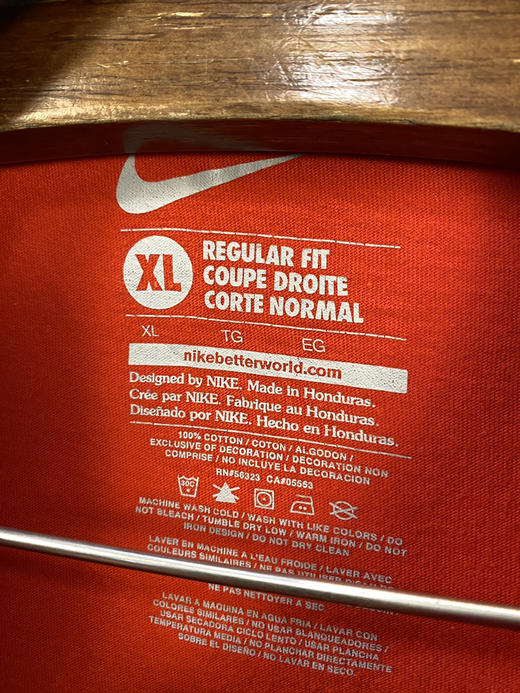 XL
REGULAR FIT
COUPE DROITE
CORTE NORMAL
XL TG EG
nikebetterworld.com
Designed by NIKE. Made in Honduras.
Crée par NIKE. Fabrique au Honduras.
Diseñado por NIKE. Hecho en Honduras.
100% COTTON / COTON / ALGODON /
EXCLUSIVE OF DECORATION / DECORATION NON
COMPRISE / NO INCLUYE LA DECORACION
RN#56323 CA#05553
30C
MACHINE WASH COLD / WASH WITH LIKE COLORS / DO
NOT BLEACH / TUMBLE DRY LOW / WARM IRON / DO NOT
IRON DESIGN / DO NOT DRY CLEAN
LAVER EN MACHINE A L'EAU FROIDE / LAVER AVEC
COULEURS SIMILAIRES / NE PAS UTILISER
NE PAS NETTOYER A SEC
LAVAR A MAQUINA EN AGUA FRIA / LAVAR CON
COLORES SIMILARES / NO USAR BLANQUEADORES /
USAR SECADORA CICLO LENTO / USAR PLANCHA
TEMPERATURA MEDIA / NO PLANCHAR DIRECTAMENTE
SOBRE EL DISEÑO / NO LAVAR EN SECO.